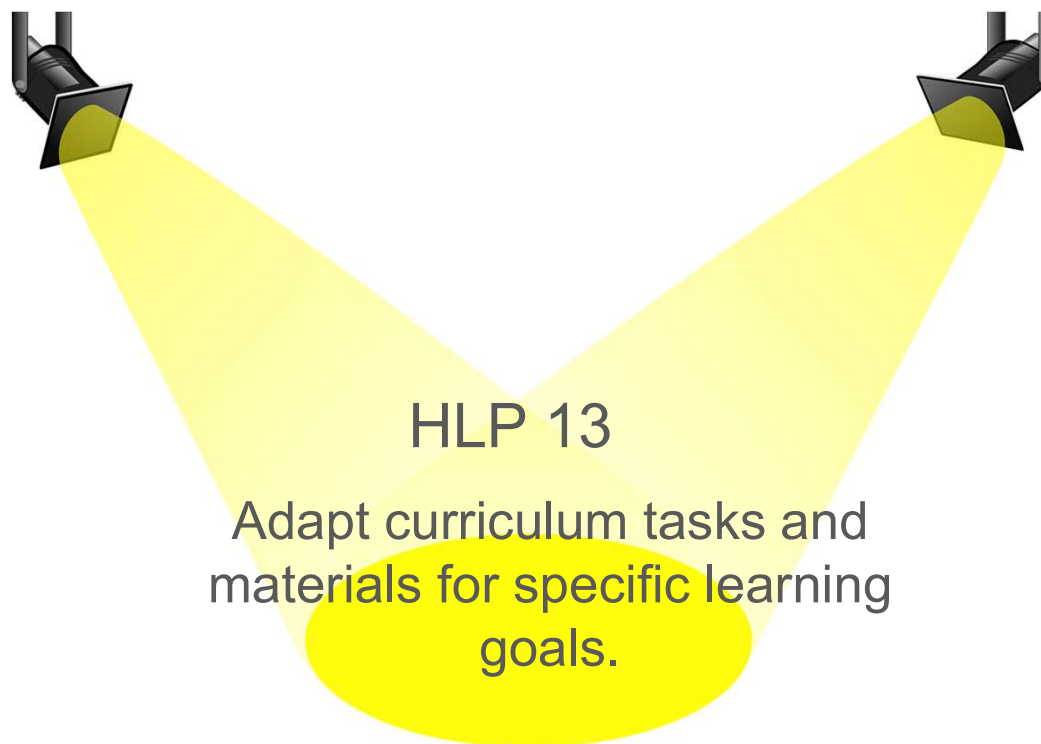 HLP 13
Adapt curriculum tasks and
materials for specific learning
goals.